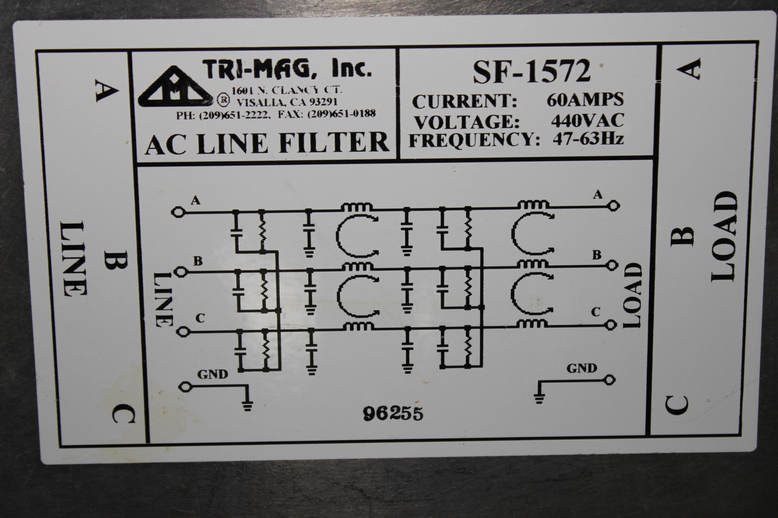 TRI-MAG, Inc.
®
1601 N. CLANCY CT.
VISALIA, CA 93291
PH: (209)651-2222, FAX: (209)651-0188
AC LINE FILTER
SF-1572
CURRENT: 60AMPS
VOLTAGE: 440VAC
FREQUENCY: 47-63Hz
A
B
C
LINE
A
B
C
GND
LINE
A
B
C
GND
LOAD
96255
A
B
C
LOAD